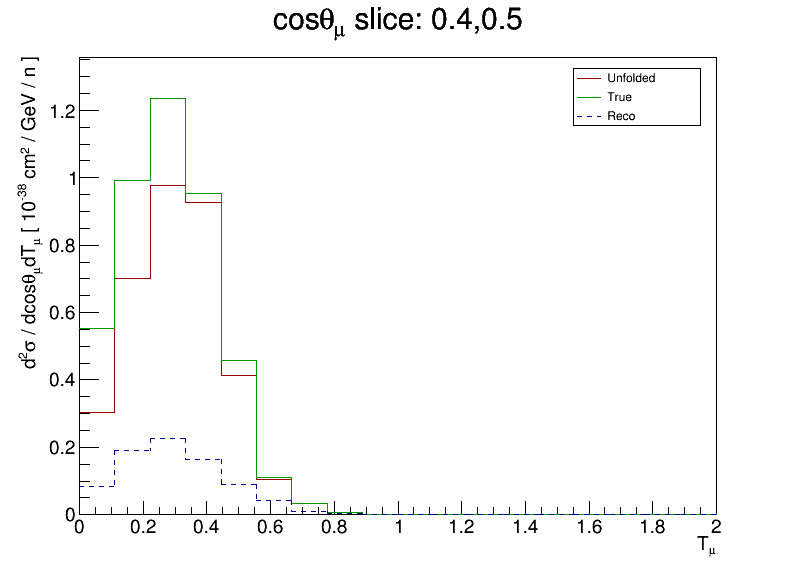 cosθμ slice: 0.4,0.5
d²σ / dcosθμdTμ [ 10⁻³⁸ cm² / GeV / n ]
Unfolded
True
Reco
1.2
1
0.8
0.6
0.4
0.2
0
0 0.2 0.4 0.6 0.8 1 1.2 1.4 1.6 1.8 2
Tμ